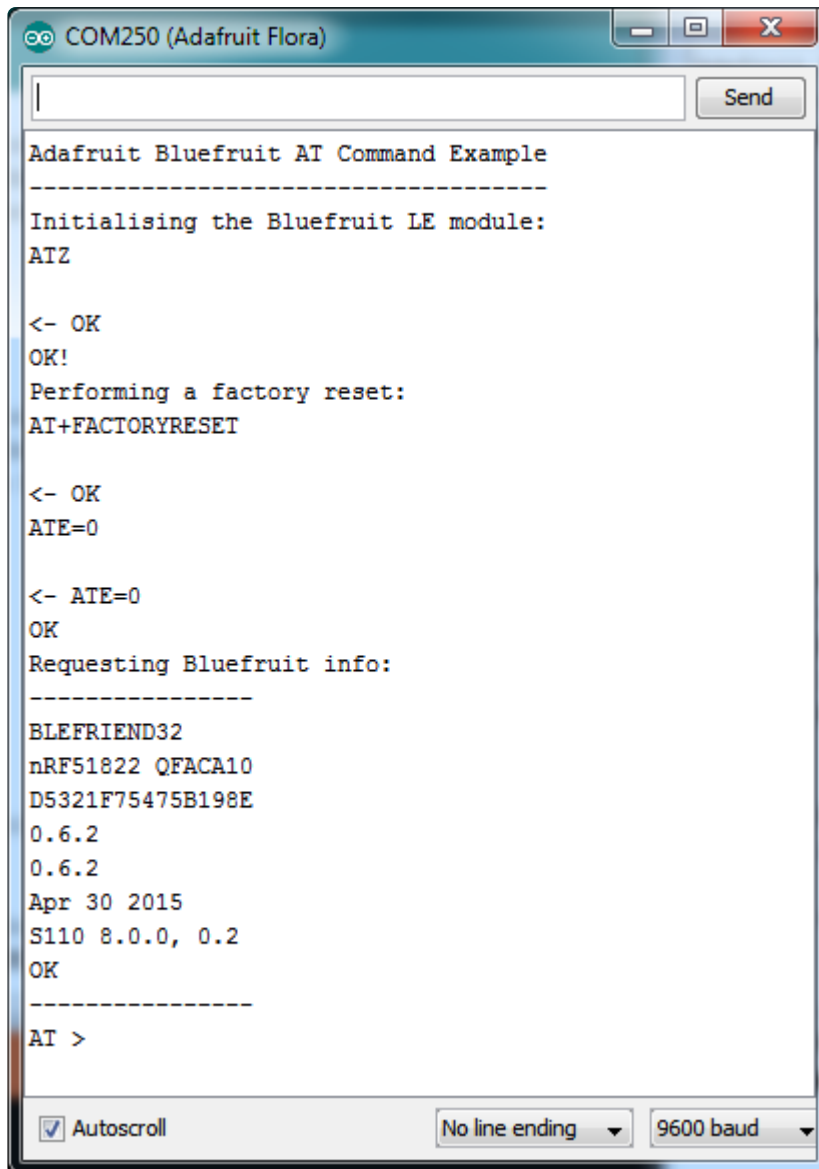 COM250 (Adafruit Flora)
Send
Adafruit Bluefruit AT Command Example
-------------------------------------
Initialising the Bluefruit LE module:
ATZ
<- OK
OK!
Performing a factory reset:
AT+FACTORYRESET
<- OK
ATE=0
<- ATE=0
OK
Requesting Bluefruit info:
----------------
BLEFRIEND32
nRF51822 QFACA10
D5321F75475B198E
0.6.2
0.6.2
Apr 30 2015
S110 8.0.0, 0.2
OK
----------------
AT >
Autoscroll No line ending 9600 baud